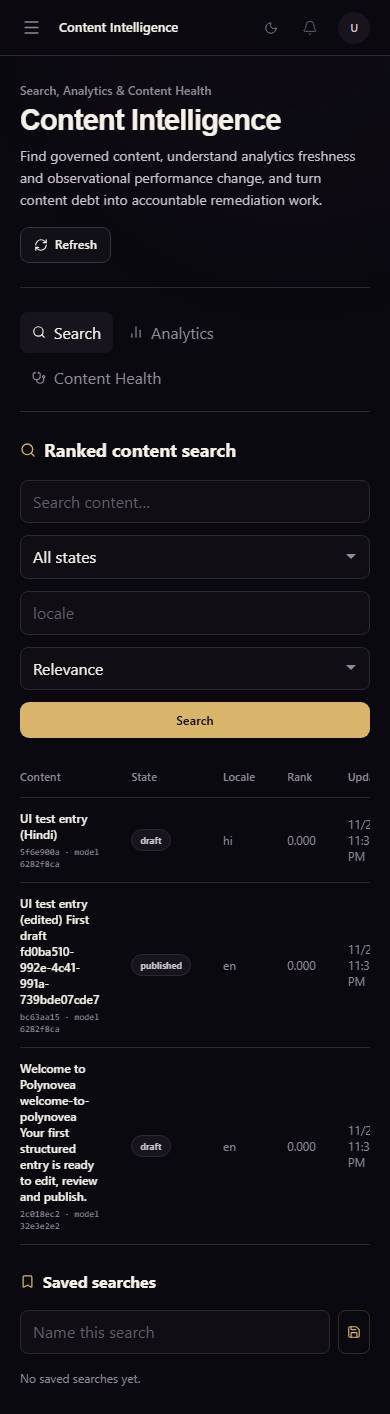 Content Intelligence
U
Search, Analytics & Content Health
Content Intelligence
Find governed content, understand analytics freshness
and observational performance change, and turn
content debt into accountable remediation work.
Refresh
Search
Analytics
Content Health
Ranked content search
Search content...
All states
locale
Relevance
Search
Content State Locale Rank
UI test entry
(Hindi)
5f6e900a · model
6282f8ca
draft
hi
0.000
11/2
11:3
PM
UI test entry
(edited) First
draft
fd0ba510-
992e-4c41-
991a-
739bde07cde7
bc63aa15 · model
6282f8ca
published
en
0.000
11/2
11:3
PM
Welcome to
Polynovea
welcome-to-
polynovea
Your first
structured
entry is ready
to edit, review
and publish.
2c018ec2 · model
32e3e2e2
draft
en
0.000
11/2
11:3
PM
Saved searches
Name this search
No saved searches yet.